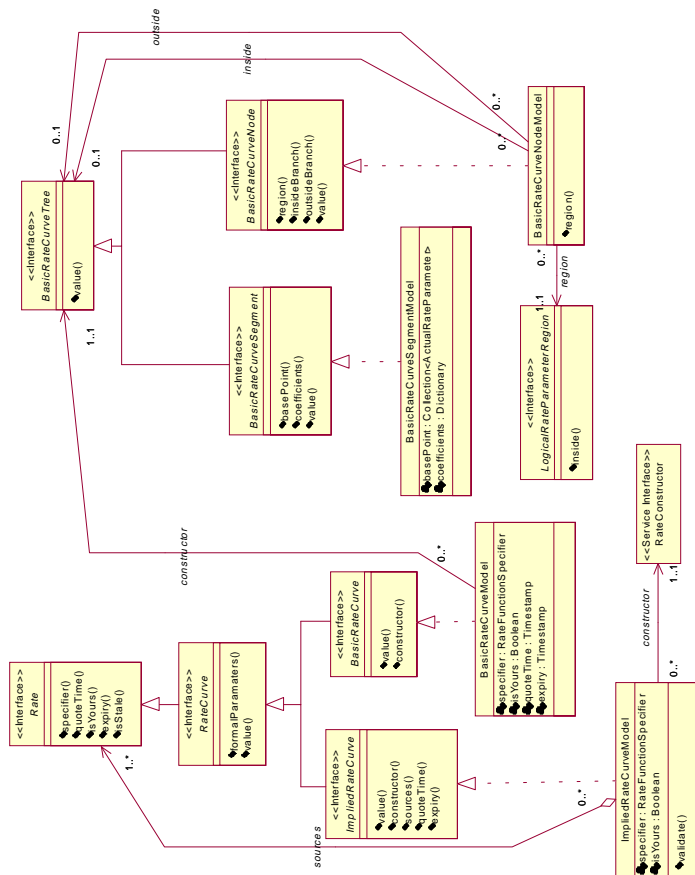 outside
inside
0..1
0..1
<<Interface>>
BasicRateCurveTree
value()
1..1
<<Interface>>
BasicRateCurveNode
region()
insideBranch()
outsideBranch()
value()
0..*
0..*
BasicRateCurveNodeModel
region()
0..*
region
1..1
<<Interface>>
BasicRateCurveSegment
basePoint()
coefficients()
value()
BasicRateCurveSegmentModel
basePoint : Collection<ActualRateParameter>
coefficients : Dictionary
<<Interface>>
LogicalRateParameterRegion
inside()
constructor
0..*
<<Interface>>
Rate
specifier()
quoteTime()
isYours()
expiry()
isStale()
1..*
<<Interface>>
RateCurve
formalParamaters()
value()
<<Interface>>
BasicRateCurve
value()
constructor()
BasicRateCurveModel
specifier : RateFunctionSpecifier
isYours : Boolean
quoteTime : Timestamp
expiry : Timestamp
<<Service Interface>>
RateConstructor
1..1
constructor
0..*
<<Interface>>
ImpliedRateCurve
value()
constructor()
sources()
quoteTime()
expiry()
sources
0..*
ImpliedRateCurveModel
specifier : RateFunctionSpecifier
isYours : Boolean
validate()